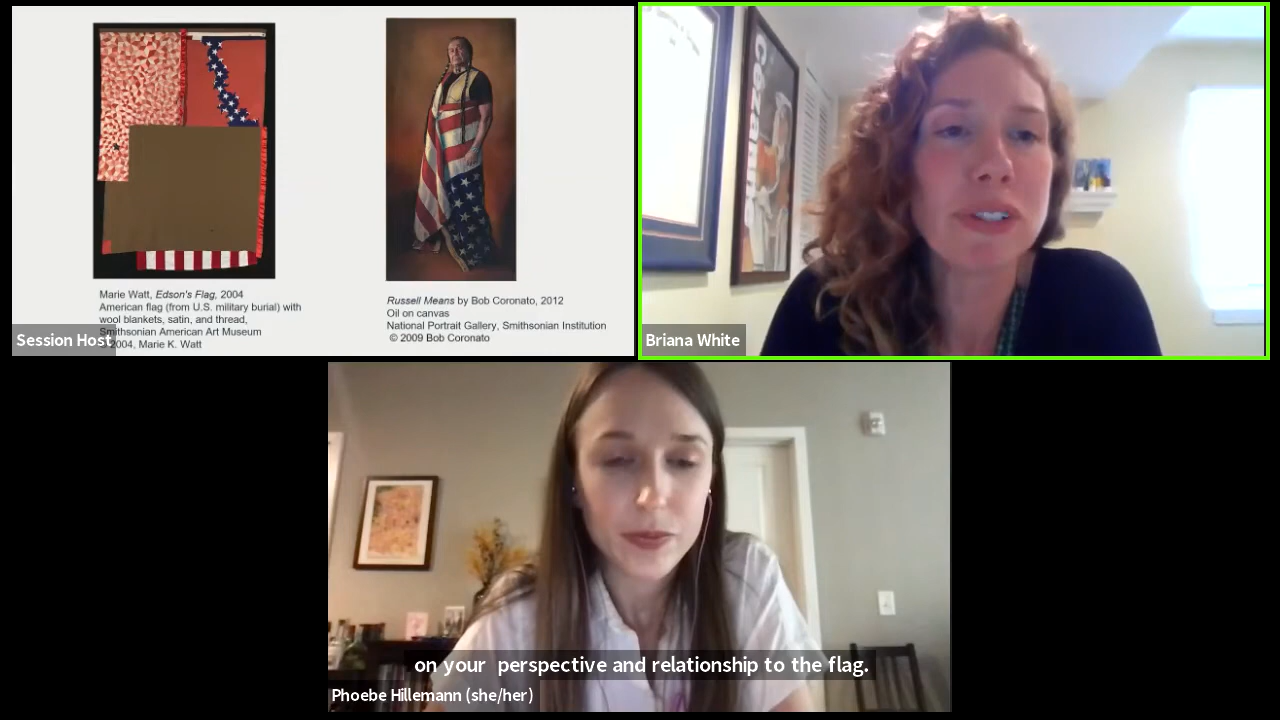 Marie Watt, Edson's Flag, 2004
American flag (from U.S. military burial) with
wool blankets, satin, and thread,
Smithsonian American Art Museum
2004, Marie K. Watt
Russell Means by Bob Coronato, 2012
Oil on canvas
National Portrait Gallery, Smithsonian Institution
© 2009 Bob Coronato
Session Host
Briana White
on your perspective and relationship to the flag.
Phoebe Hillemann (she/her)